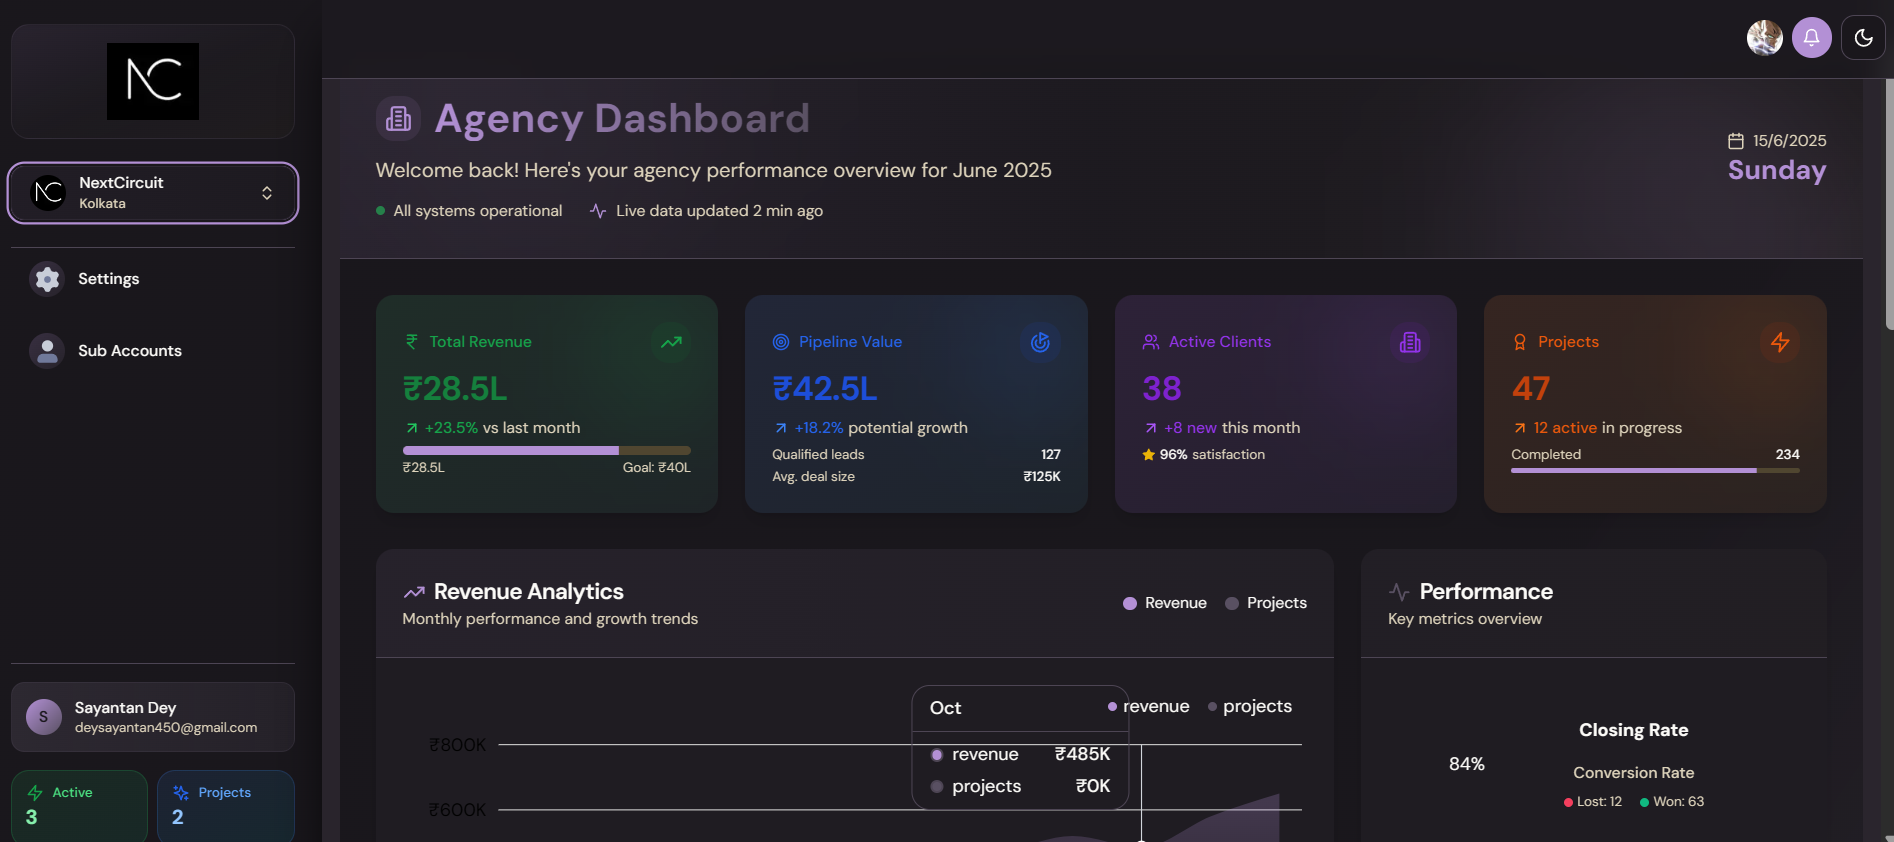 NC
NC
NextCircuit
Kolkata
Settings
Sub Accounts
S
Sayantan Dey
deysayantan450@gmail.com
Active
3
Projects
2
Agency Dashboard
Welcome back! Here's your agency performance overview for June 2025
All systems operational
Live data updated 2 min ago
15/6/2025
Sunday
Total Revenue
₹28.5L
+23.5% vs last month
₹28.5L
Goal: ₹40L
Pipeline Value
₹42.5L
+18.2% potential growth
Qualified leads 127
Avg. deal size ₹125K
Active Clients
38
+8 new this month
96% satisfaction
Projects
47
12 active in progress
Completed 234
Revenue Analytics
Monthly performance and growth trends
Revenue Projects
revenue projects
Oct
revenue ₹485K
projects ₹0K
₹800K
₹600K
Performance
Key metrics overview
84%
Closing Rate
Conversion Rate
Lost: 12 Won: 63